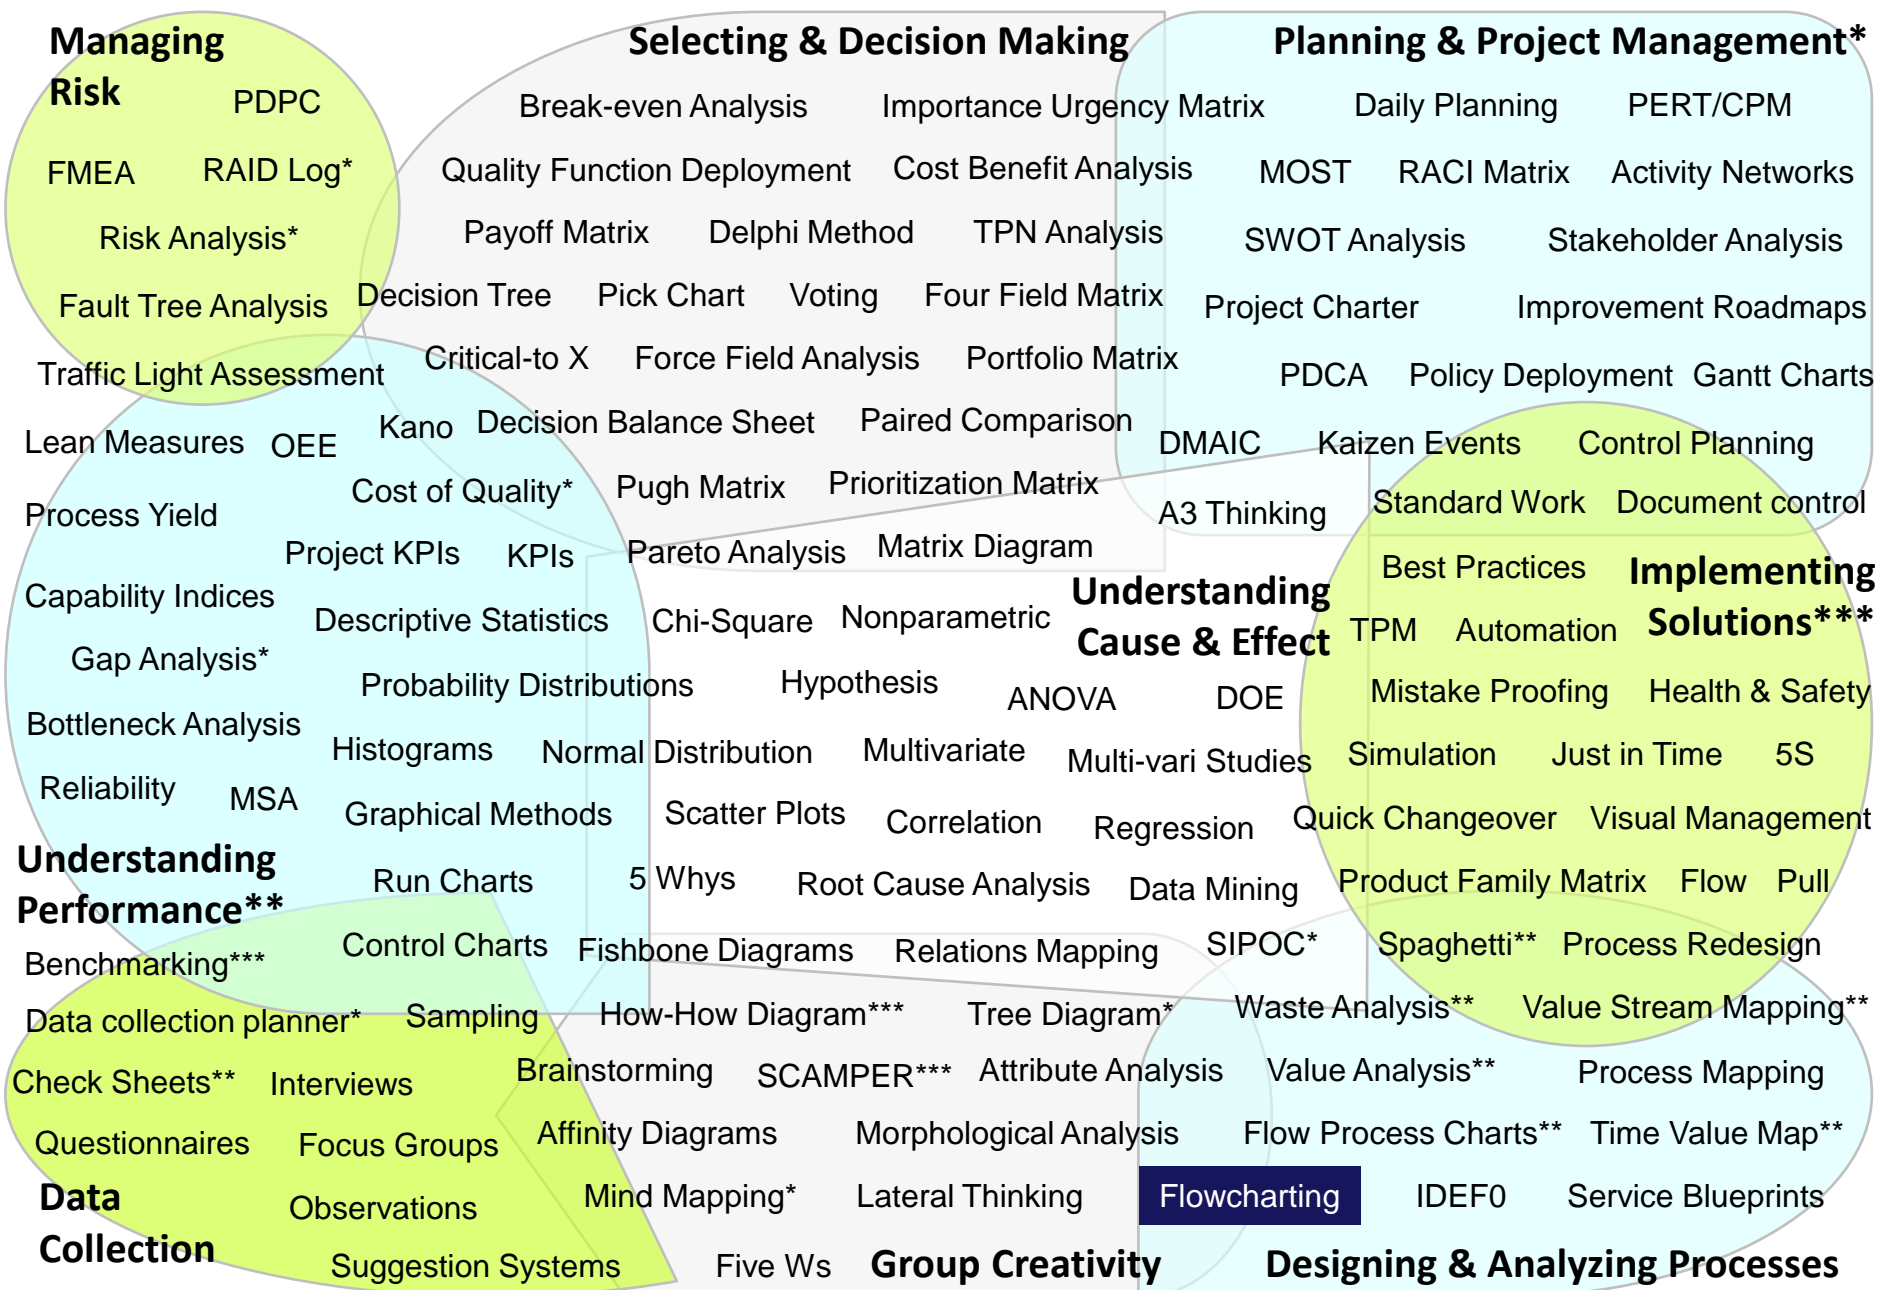 Managing Risk
Selecting & Decision Making
Planning & Project Management*
PDPC
Break-even Analysis
Importance Urgency Matrix
Daily Planning
PERT/CPM
FMEA
RAID Log*
Quality Function Deployment
Cost Benefit Analysis
MOST
RACI Matrix
Activity Networks
Risk Analysis*
Payoff Matrix
Delphi Method
TPN Analysis
SWOT Analysis
Stakeholder Analysis
Fault Tree Analysis
Decision Tree
Pick Chart
Voting
Four Field Matrix
Project Charter
Improvement Roadmaps
Traffic Light Assessment
Critical-to X
Force Field Analysis
Portfolio Matrix
PDCA
Policy Deployment
Gantt Charts
Lean Measures
OEE
Kano
Decision Balance Sheet
Paired Comparison
DMAIC
Kaizen Events
Control Planning
Cost of Quality*
Pugh Matrix
Prioritization Matrix
A3 Thinking
Standard Work
Document control
Process Yield
Project KPIs
KPIs
Pareto Analysis
Matrix Diagram
Best Practices
Implementing
Solutions***
Understanding
Cause & Effect
Capability Indices
Descriptive Statistics
Chi-Square
Nonparametric
TPM
Automation
Gap Analysis*
Probability Distributions
Hypothesis
ANOVA
DOE
Mistake Proofing
Health & Safety
Bottleneck Analysis
Histograms
Normal Distribution
Multivariate
Multi-vari Studies
Simulation
Just in Time
5S
Reliability
MSA
Graphical Methods
Scatter Plots
Correlation
Regression
Quick Changeover
Visual Management
Understanding
Performance**
Run Charts
5 Whys
Root Cause Analysis
Data Mining
Product Family Matrix
Flow
Pull
Benchmarking***
Control Charts
Fishbone Diagrams
Relations Mapping
SIPOC*
Spaghetti**
Process Redesign
Data collection planner*
Sampling
How-How Diagram***
Tree Diagram*
Waste Analysis**
Value Stream Mapping**
Check Sheets**
Interviews
Brainstorming
SCAMPER***
Attribute Analysis
Value Analysis**
Process Mapping
Questionnaires
Focus Groups
Affinity Diagrams
Morphological Analysis
Flow Process Charts**
Time Value Map**
Data
Collection
Observations
Mind Mapping*
Lateral Thinking
Flowcharting
IDEF0
Service Blueprints
Suggestion Systems
Five Ws
Group Creativity
Designing & Analyzing Processes